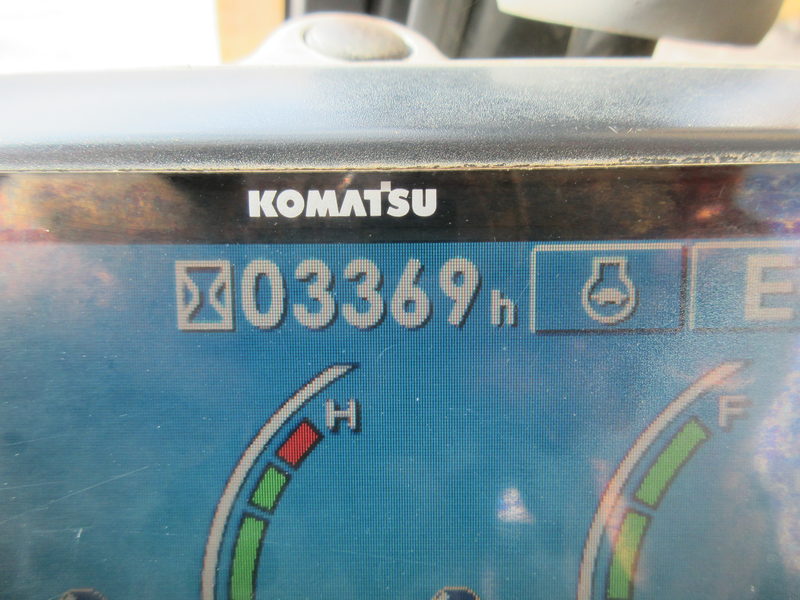 KOMATSU
03369h E
H F